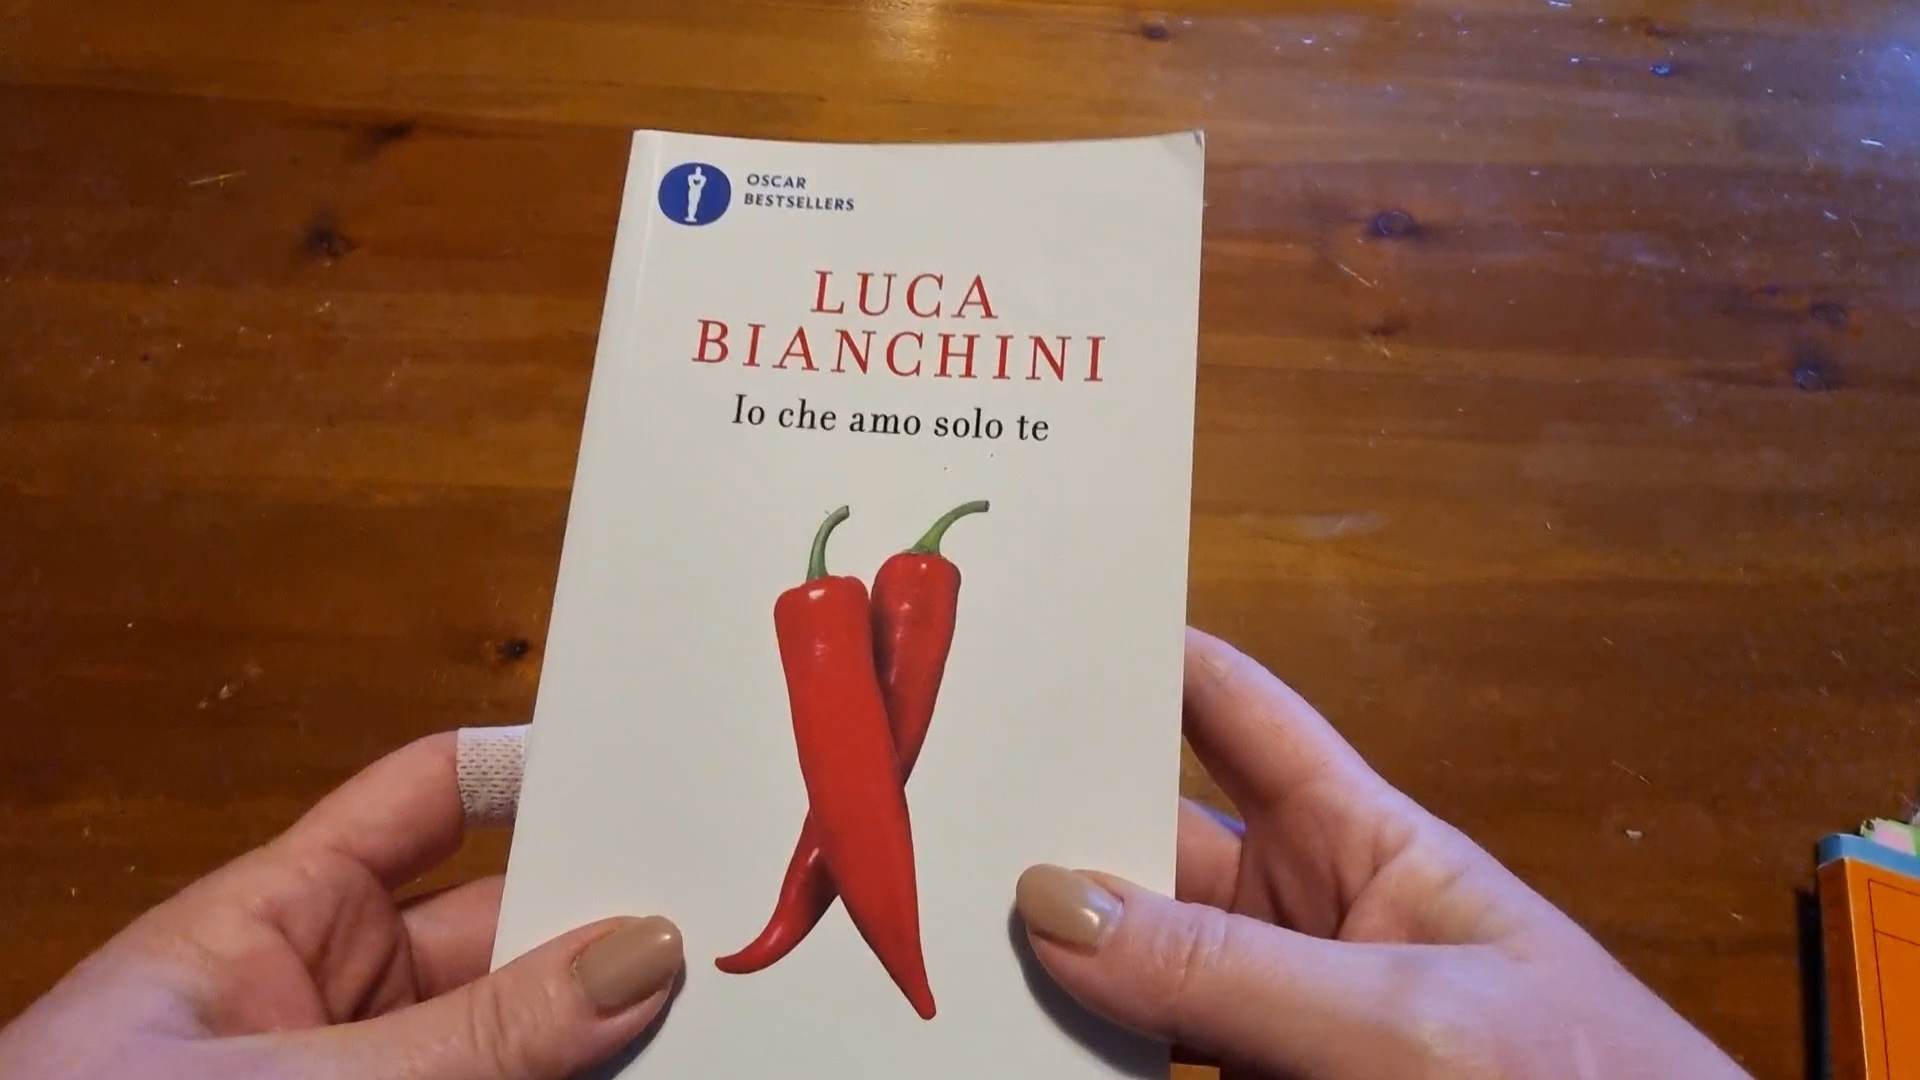 OSCAR
BESTSELLERS
LUCA
BIANCHINI
Io che amo solo te